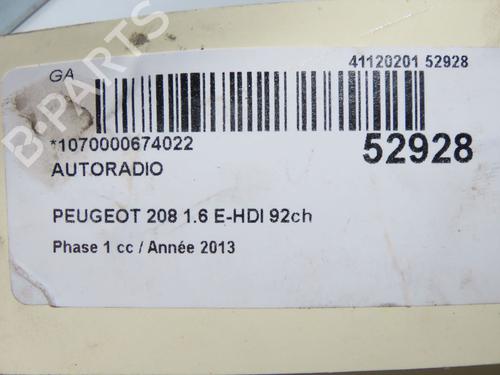 GA
41120201 52928
*1070000674022
52928
AUTORADIO
PEUGEOT 208 1.6 E-HDI 92ch
Phase 1 cc / Année 2013
B-PARTS